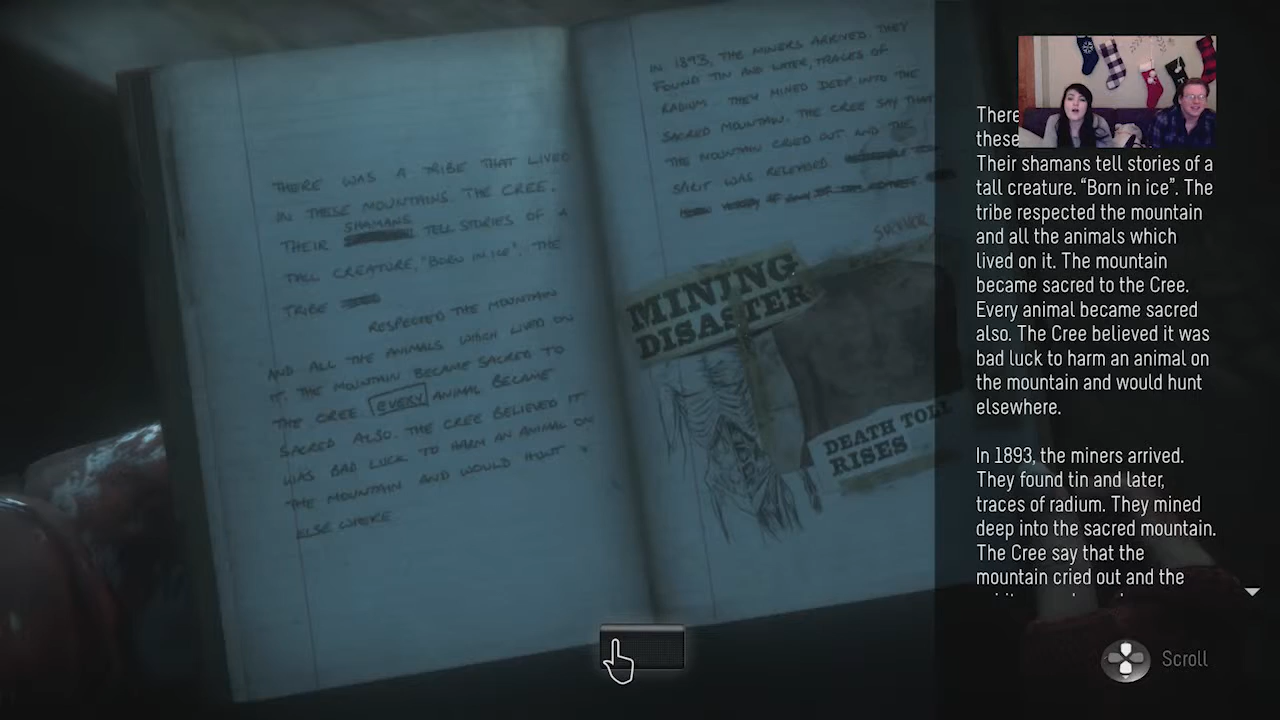 THERE WAS A TRIBE THAT LIVED
IN THESE MOUNTAINS. THE CREE.
SHAMANS
THEIR TELL STORIES OF A
TALL CREATURE, "BORN IN ICE". THE
TRIBE
RESPECTED THE MOUNTAIN
AND ALL THE ANIMALS WHICH LIVED ON
IT. THE MOUNTAIN BECAME SACRED TO
THE CREE EVERY ANIMAL BECAME
SACRED ALSO. THE CREE BELIEVED IT
WAS BAD LUCK TO HARM AN ANIMAL ON
THE MOUNTAIN AND WOULD HUNT
ELSE WHERE
IN 1893, THE MINERS ARRIVED. THEY
FOUND TIN AND LATER, TRACES OF
RADIUM. THEY MINED DEEP INTO THE
SACRED MOUNTAIN. THE CREE SAY THAT
THE MOUNTAIN CRIED OUT AND THE
SPIRIT WAS RELEASED.
SURVIVOR
MINING
DISASTER
DEATH TOLL
RISES
There
these
Their shamans tell stories of a
tall creature. “Born in ice”. The
tribe respected the mountain
and all the animals which
lived on it. The mountain
became sacred to the Cree.
Every animal became sacred
also. The Cree believed it was
bad luck to harm an animal on
the mountain and would hunt
elsewhere.
In 1893, the miners arrived.
They found tin and later,
traces of radium. They mined
deep into the sacred mountain.
The Cree say that the
mountain cried out and the
Scroll